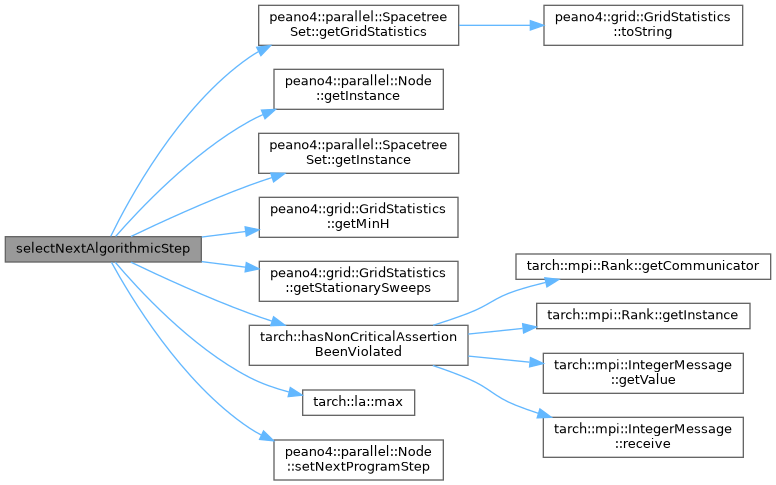 peano4::parallel::Spacetree
Set::getGridStatistics
peano4::grid::GridStatistics
::toString
peano4::parallel::Node
::getInstance
peano4::parallel::Spacetree
Set::getInstance
peano4::grid::GridStatistics
::getMinH
selectNextAlgorithmicStep
peano4::grid::GridStatistics
::getStationarySweeps
tarch::hasNonCriticalAssertion
BeenViolated
tarch::mpi::Rank::getCommunicator
tarch::mpi::Rank::getInstance
tarch::mpi::IntegerMessage
::getValue
tarch::mpi::IntegerMessage
::receive
tarch::la::max
peano4::parallel::Node
::setNextProgramStep